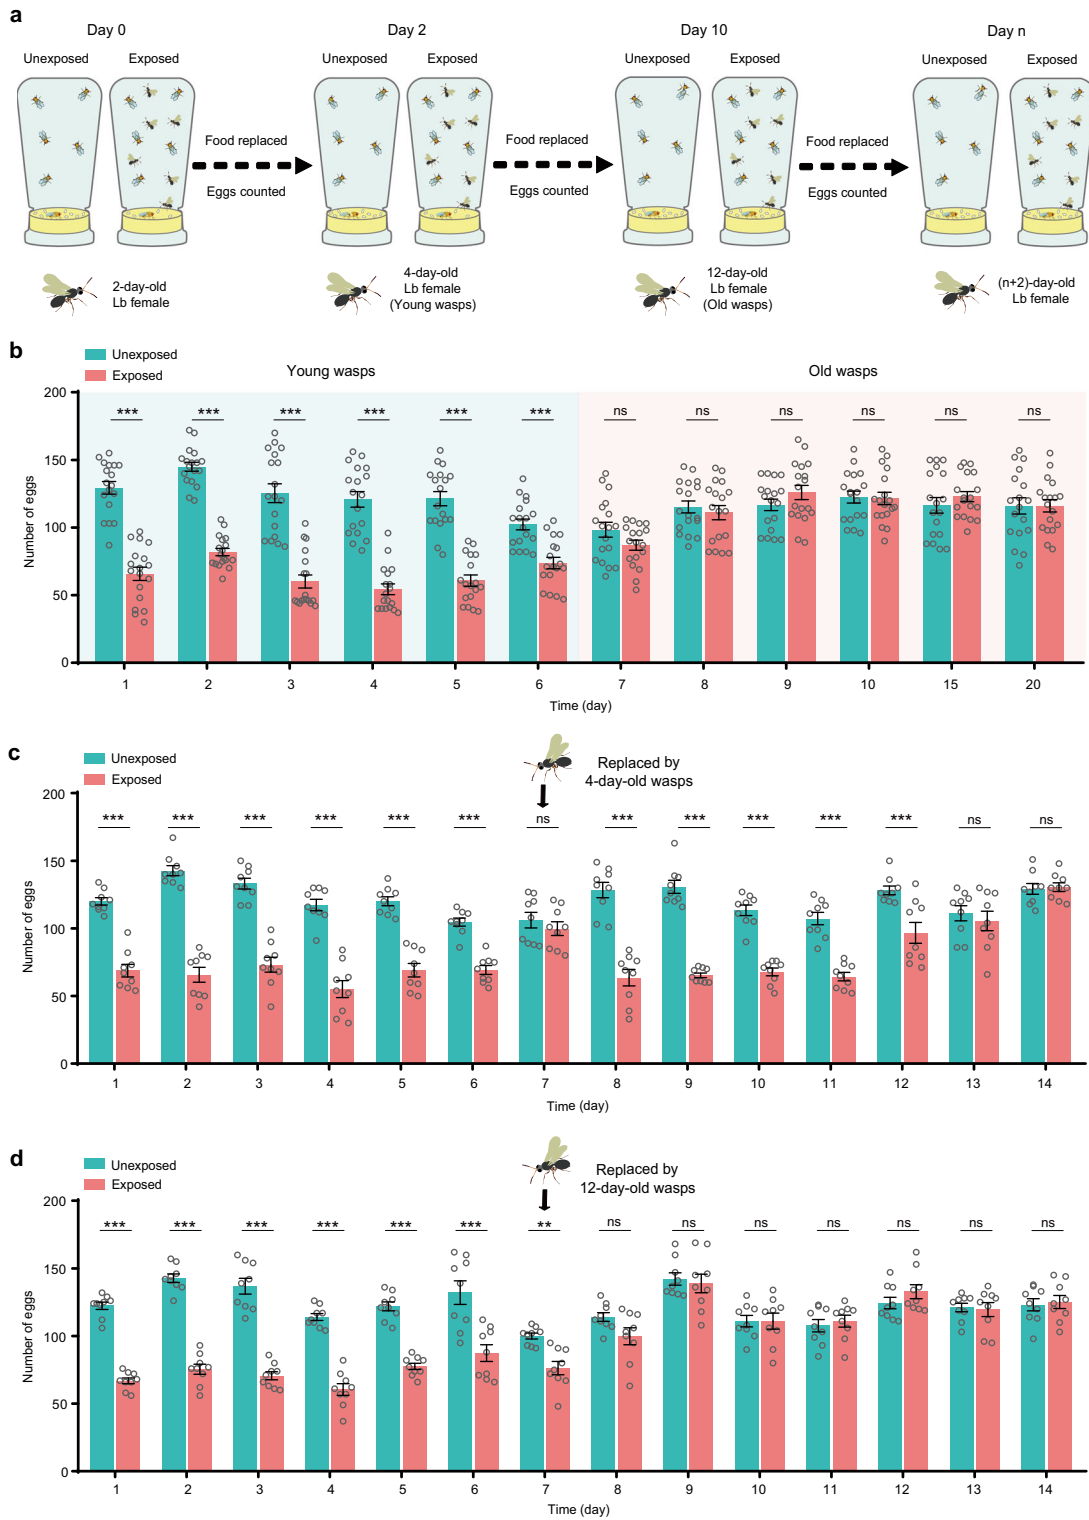 a
Day 0
Day 2
Day 10
Day n
Unexposed
Exposed
Unexposed
Exposed
Unexposed
Exposed
Unexposed
Exposed
Food replaced
Eggs counted
Food replaced
Eggs counted
Food replaced
Eggs counted
2-day-old
Lb female
4-day-old
Lb female
(Young wasps)
12-day-old
Lb female
(Old wasps)
(n+2)-day-old
Lb female
b
Unexposed
Exposed
Young wasps
Old wasps
Number of eggs
200
150
100
50
0
*** *** *** *** *** *** ns ns ns ns ns ns
1 2 3 4 5 6 7 8 9 10 15 20
Time (day)
c
Unexposed
Exposed
Replaced by
4-day-old wasps
Number of eggs
200
150
100
50
0
*** *** *** *** *** *** ns *** *** *** *** *** ns ns
1 2 3 4 5 6 7 8 9 10 11 12 13 14
Time (day)
d
Unexposed
Exposed
Replaced by
12-day-old wasps
Number of eggs
200
150
100
50
0
*** *** *** *** *** *** ** ns ns ns ns ns ns ns
1 2 3 4 5 6 7 8 9 10 11 12 13 14
Time (day)